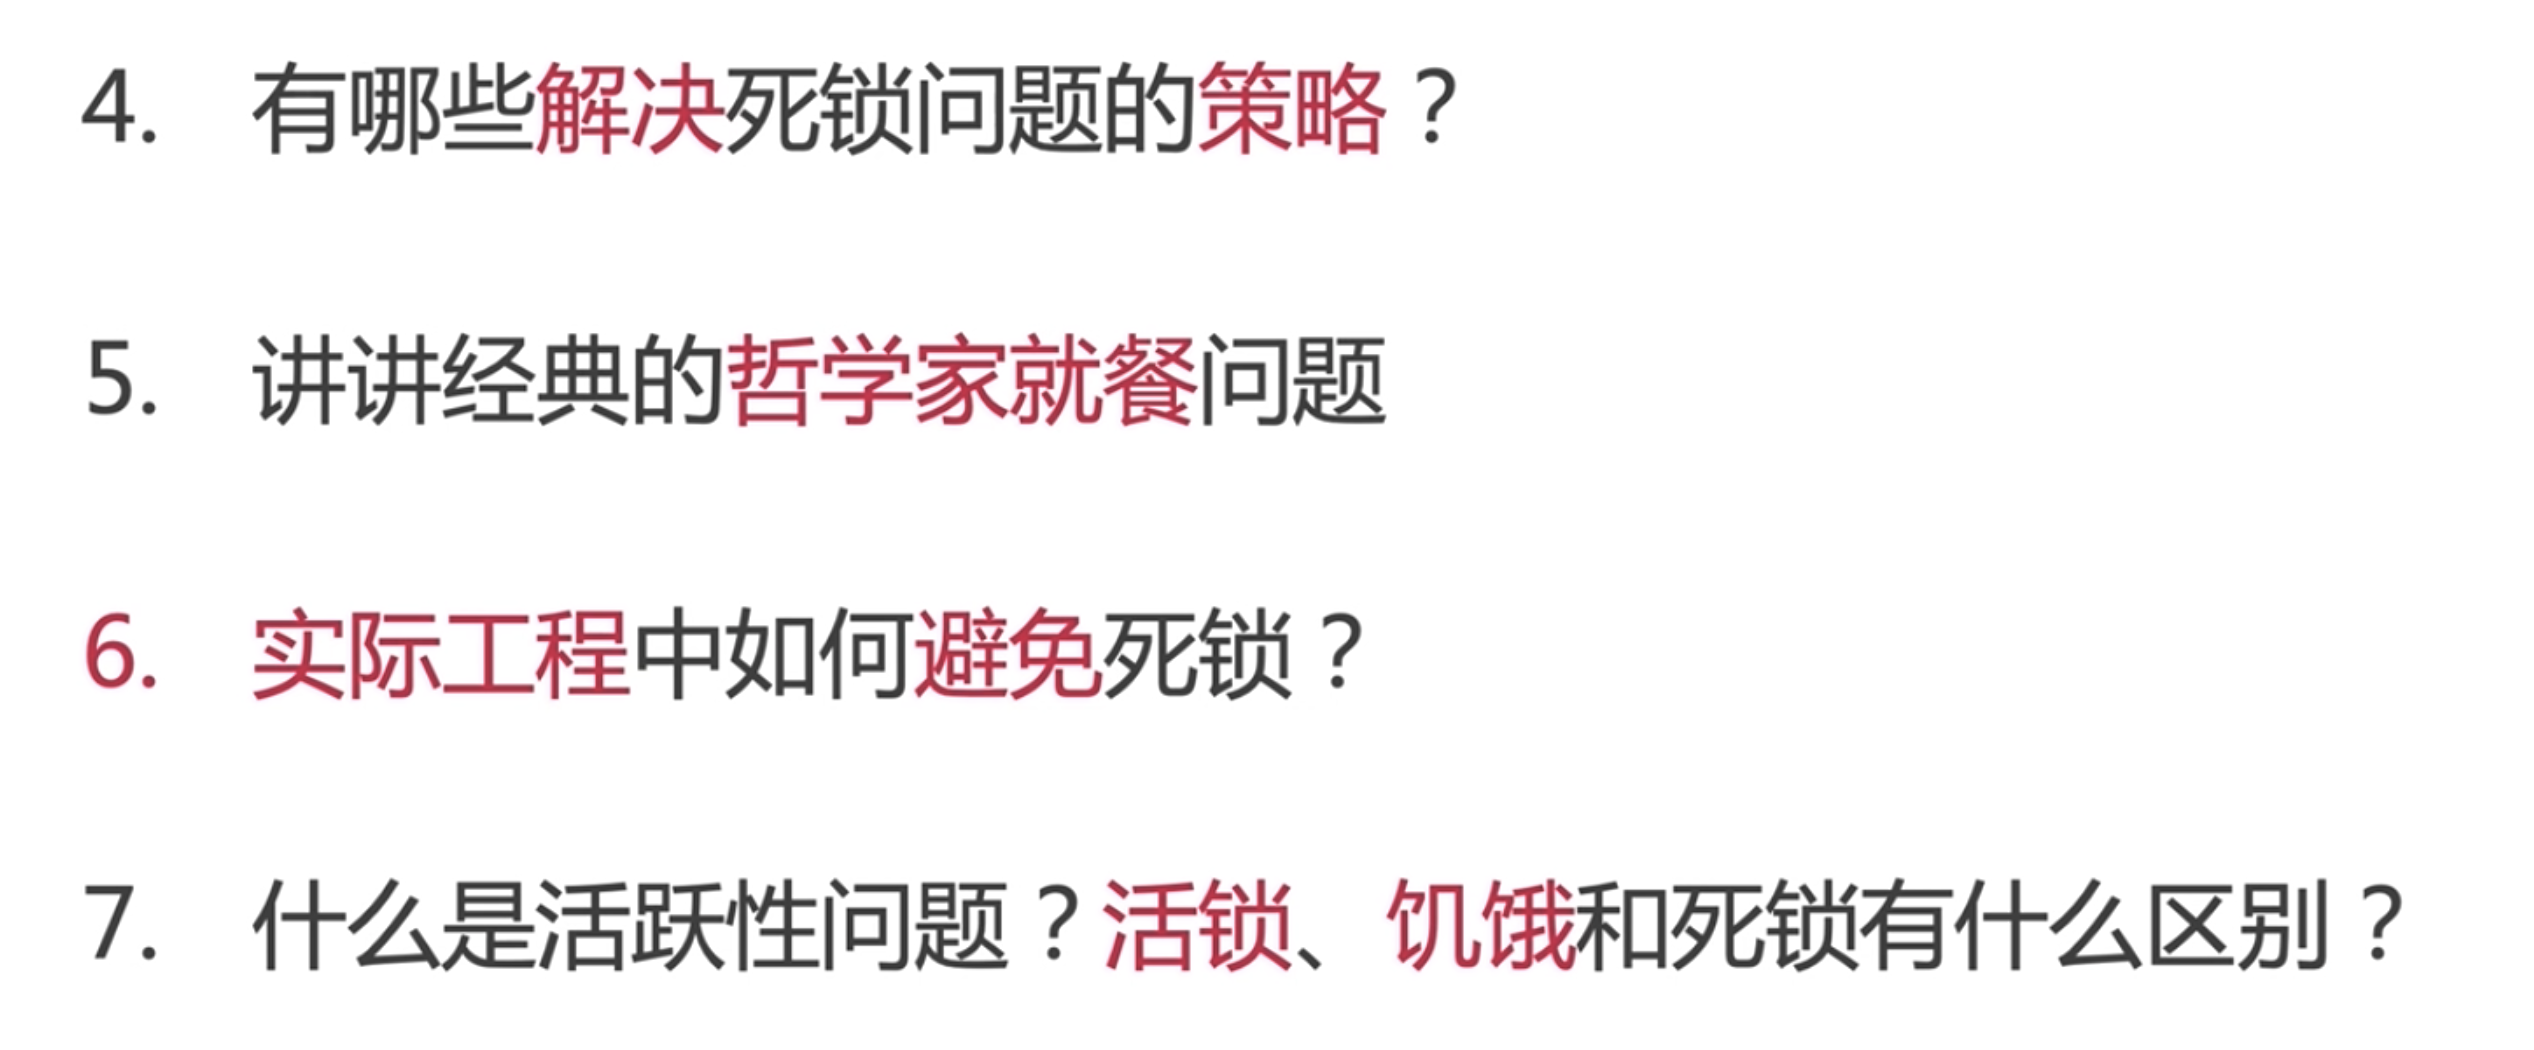 4. 有哪些解决死锁问题的策略？
5. 讲讲经典的哲学家就餐问题
6. 实际工程中如何避免死锁？
7. 什么是活跃性问题？活锁、饥饿和死锁有什么区别？